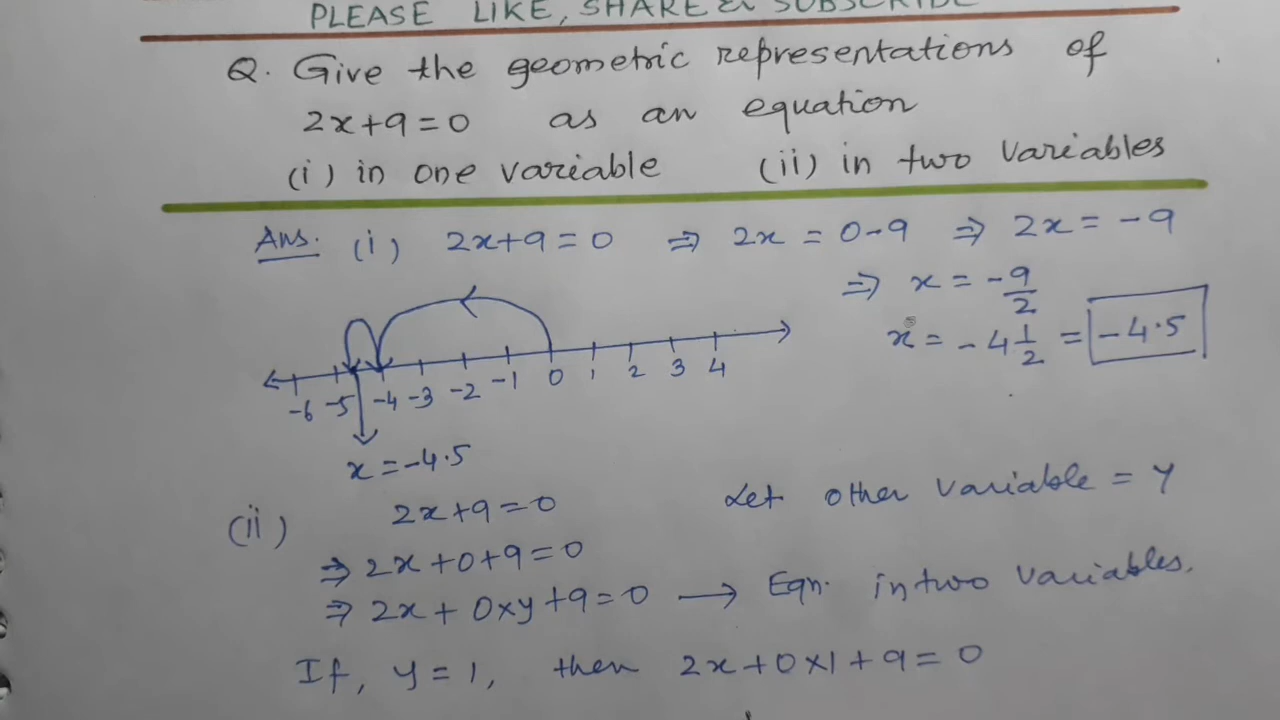 PLEASE LIKE, SHARE & SUBSCRIBE
Q. Give the geometric representations of
2x+9=0 as an equation
(i) in one variable (ii) in two variables
Ans. (i) 2x+9=0 ⇒ 2x = 0-9 ⇒ 2x = -9
⇒ x = -9/2
x = -4 1/2 = -4.5
-6 -5 -4 -3 -2 -1 0 1 2 3 4
x = -4.5
(ii) 2x+9=0 Let other variable = y
⇒ 2x+0+9=0
⇒ 2x + 0xy+9=0 → Eqn. in two variables.
If, y=1, then 2x+0x1+9=0